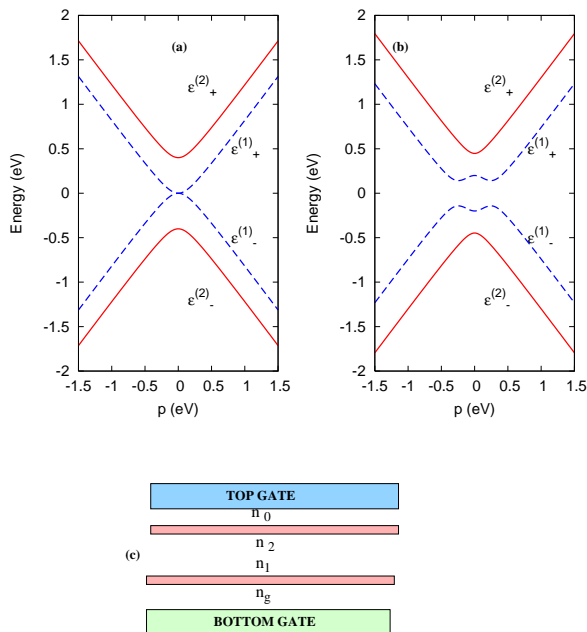 (a)
2
1.5
1
0.5
0
-0.5
-1
-1.5
-2
Energy (eV)
ε(2)+
ε(1)+
ε(1)-
ε(2)-
-1.5 -1 -0.5 0 0.5 1 1.5
p (eV)
(b)
2
1.5
1
0.5
0
-0.5
-1
-1.5
-2
Energy (eV)
ε(2)+
ε(1)+
ε(1)-
ε(2)-
-1.5 -1 -0.5 0 0.5 1 1.5
p (eV)
(c)
TOP GATE
n0
n2
n1
ng
BOTTOM GATE